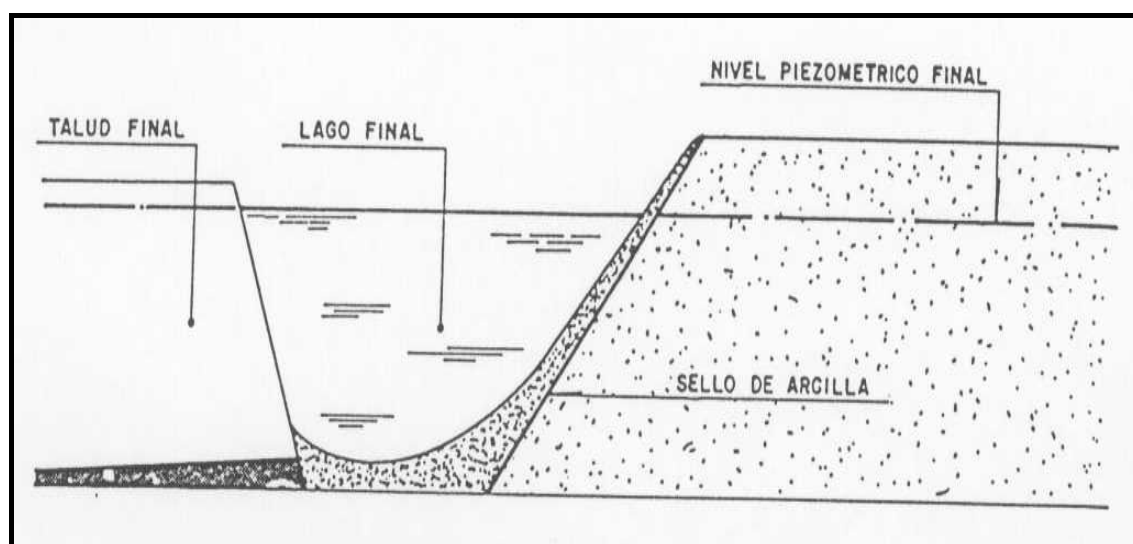 NIVEL PIEZOMETRICO FINAL
TALUD FINAL
LAGO FINAL
SELLO DE ARCILLA